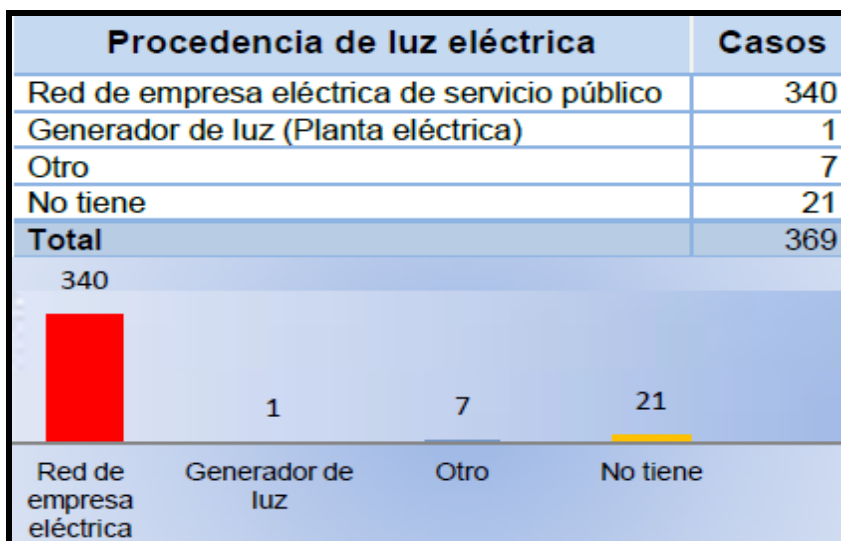 Procedencia de luz eléctrica Casos
Red de empresa eléctrica de servicio público 340
Generador de luz (Planta eléctrica) 1
Otro 7
No tiene 21
Total 369
340
1
7
21
Red de
empresa
eléctrica
Generador de
luz
Otro
No tiene